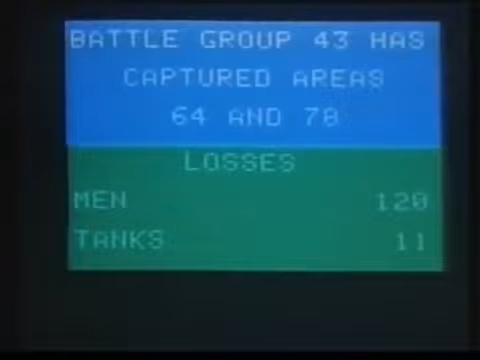 BATTLE GROUP 43 HAS
CAPTURED AREAS
64 AND 78
LOSSES
MEN 120
TANKS 11